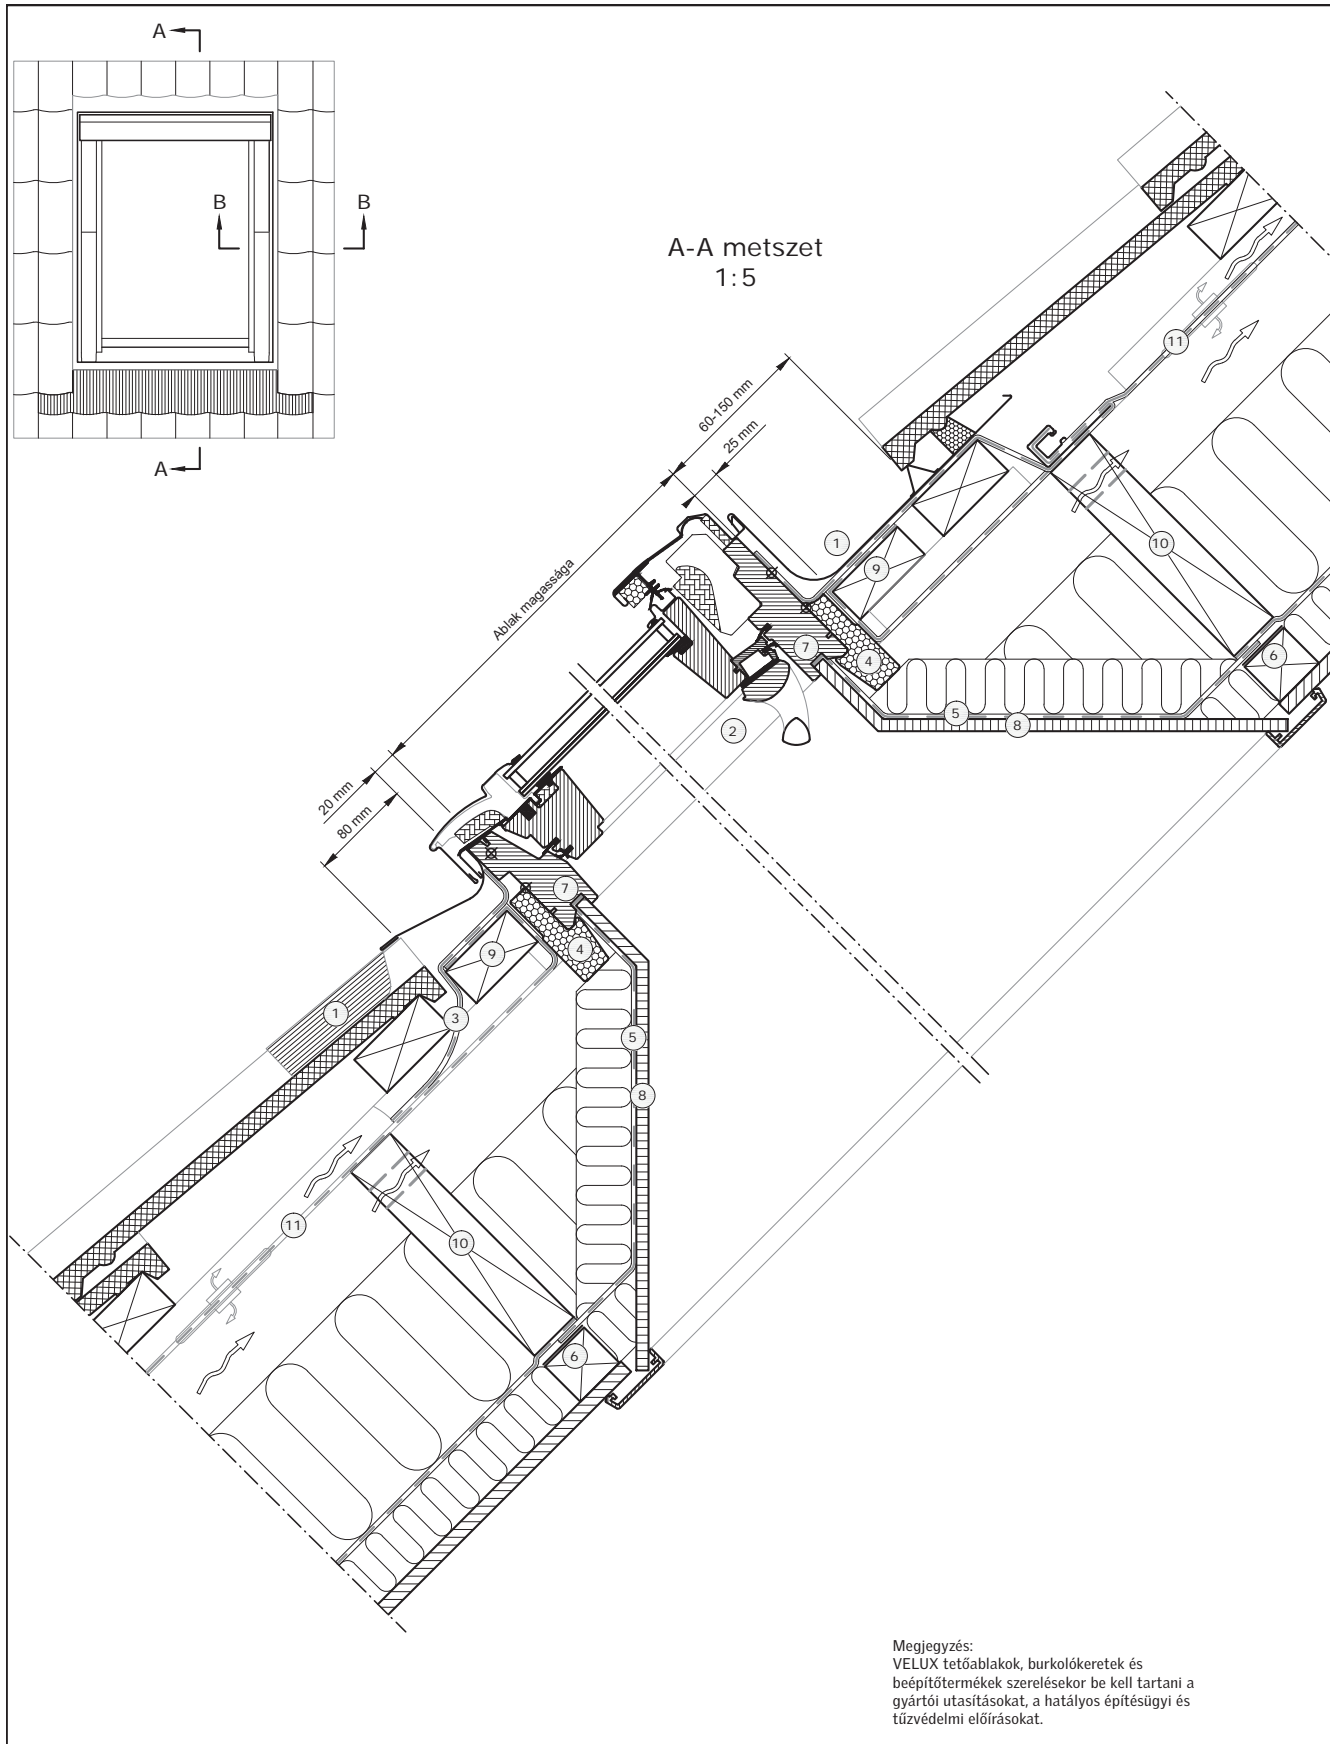 A
B
B
A
A-A metszet
1:5
60-150 mm
25 mm
Ablak magassága
20 mm
80 mm
11
1
9
10
7
4
6
5
8
2
7
9
4
1
3
5
8
11
10
6
Megjegyzés:
VELUX tetőablakok, burkolókeretek és
beépítőtermékek szerelésekor be kell tartani a
gyártói utasításokat, a hatályos építésügyi és
tűzvédelmi előírásokat.